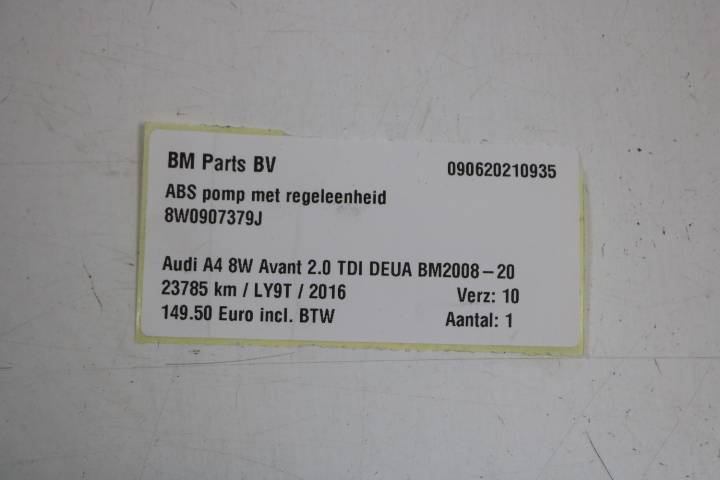 BM Parts BV 090620210935
ABS pomp met regeleenheid
8W0907379J
Audi A4 8W Avant 2.0 TDI DEUA BM2008-20
23785 km / LY9T / 2016 Verz: 10
149.50 Euro incl. BTW Aantal: 1